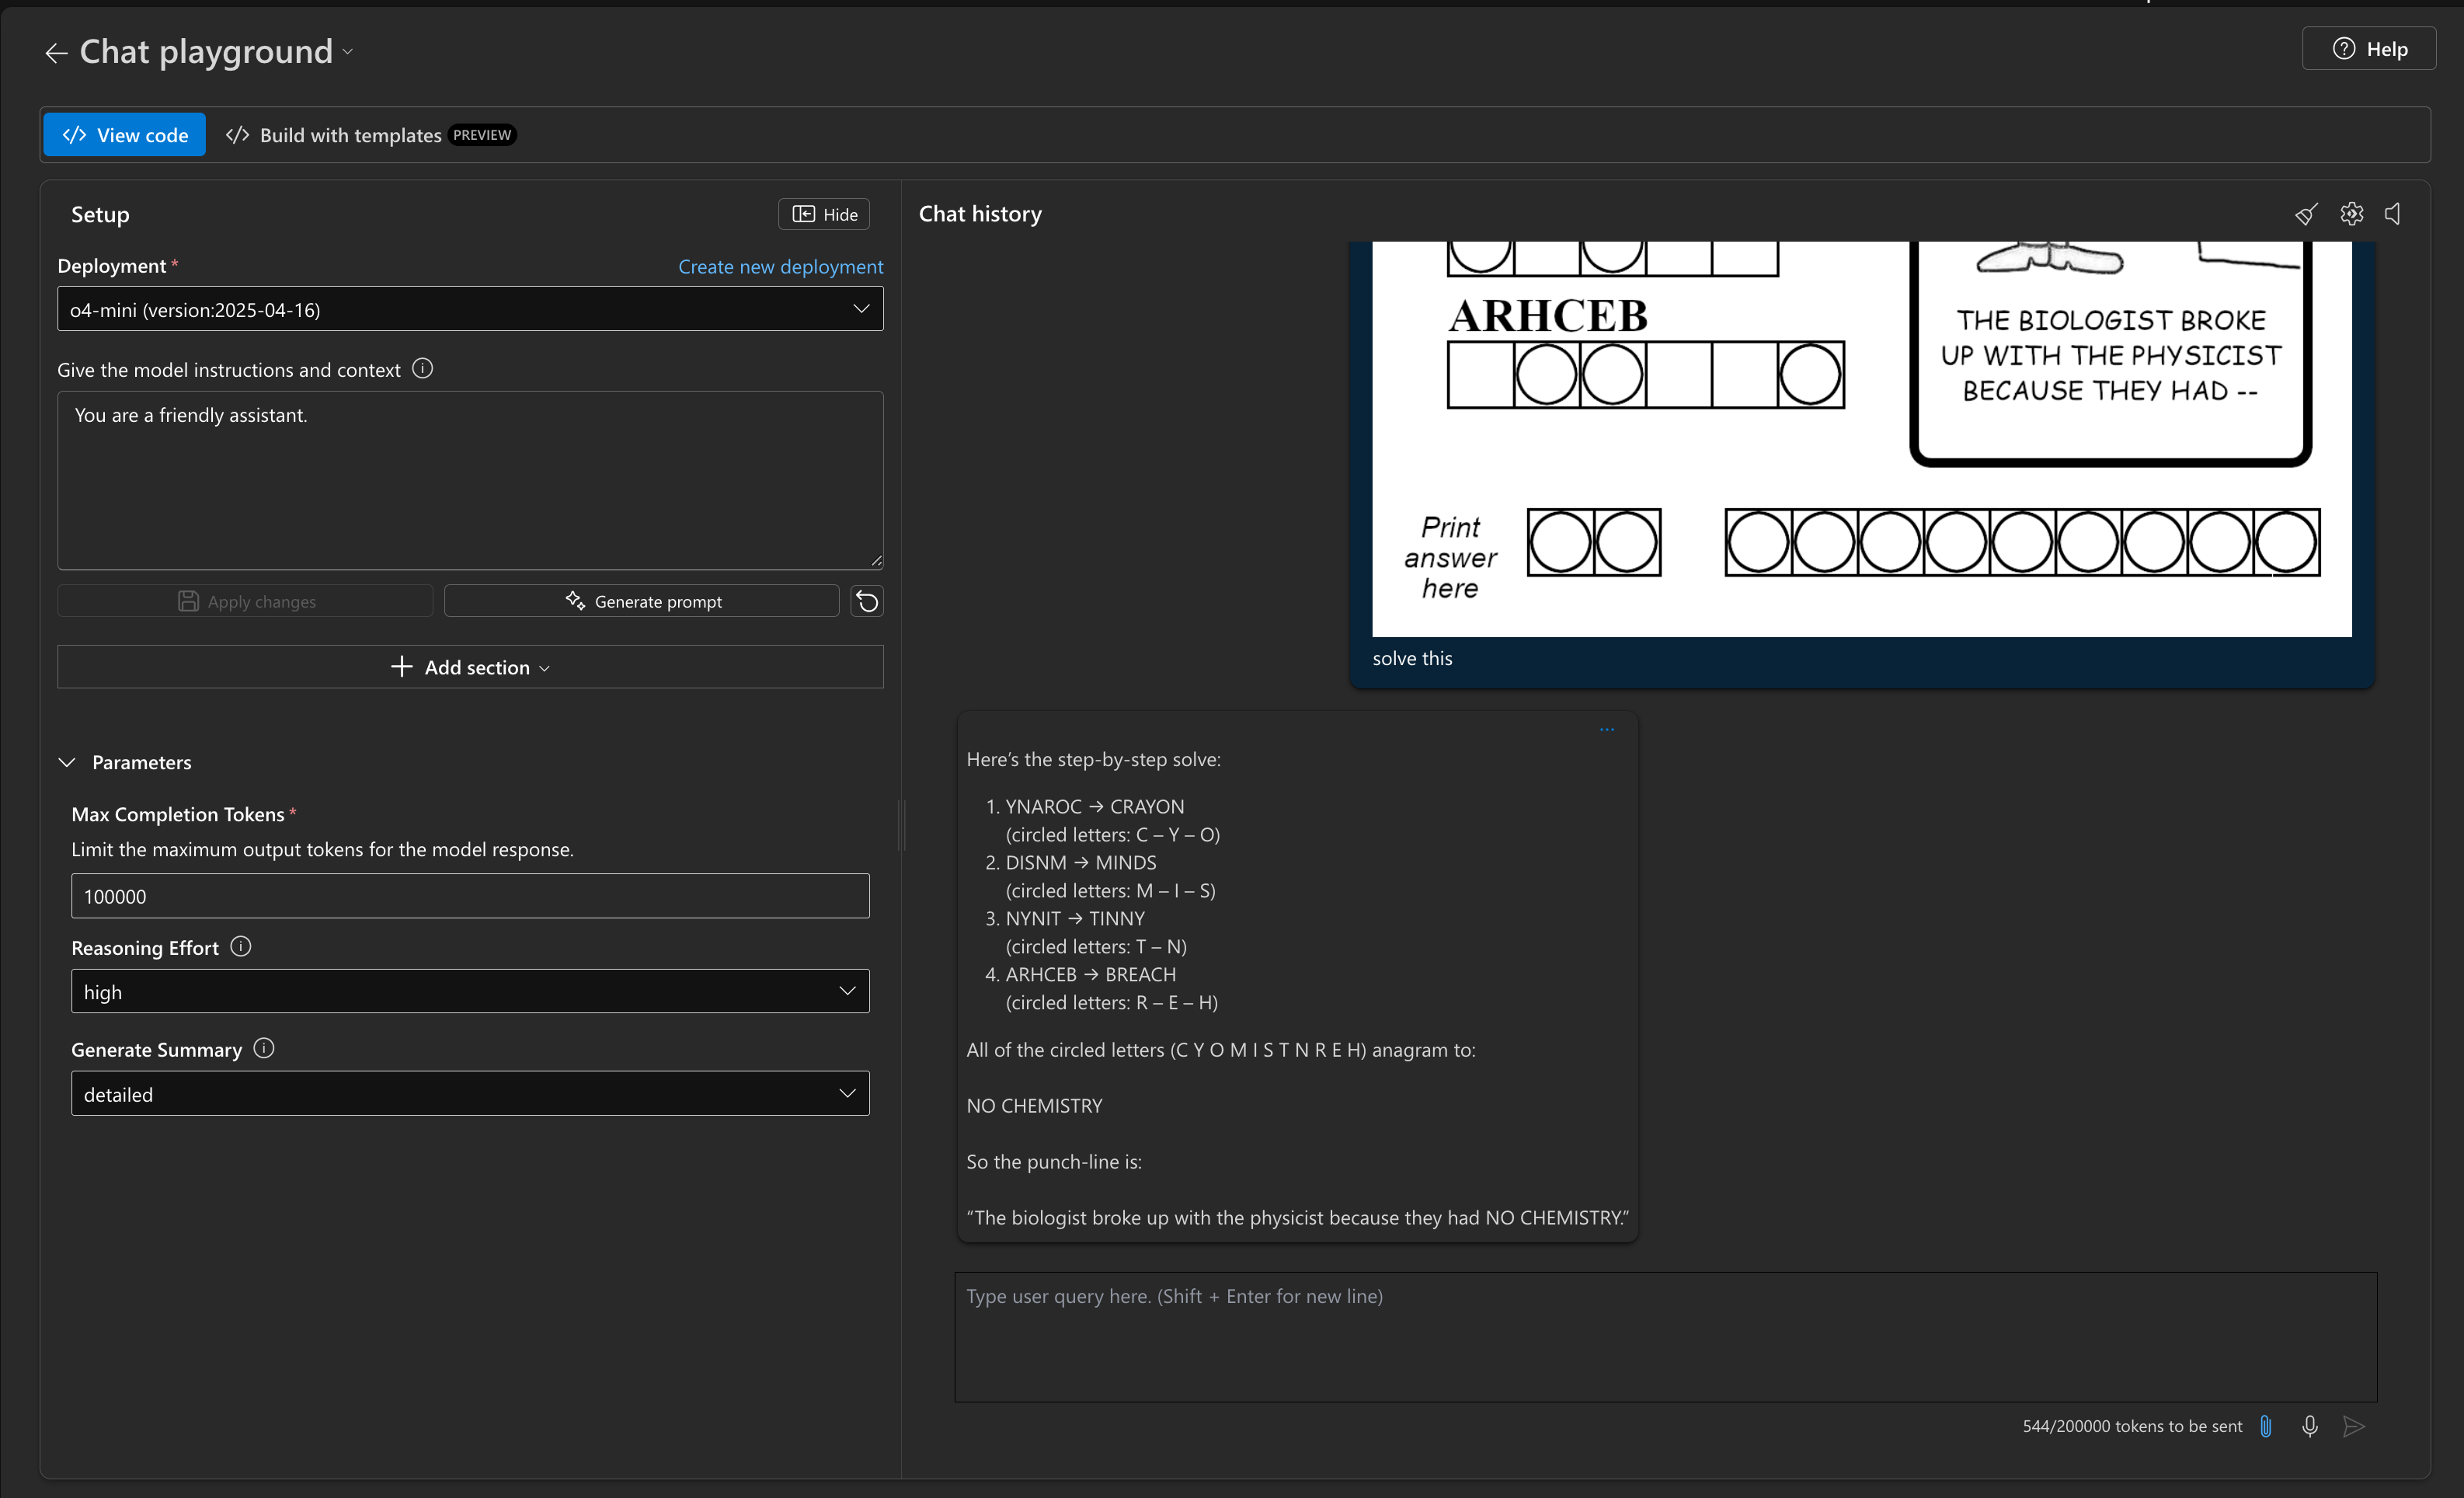 Chat playground
Help
View code
Build with templates PREVIEW
Setup
Hide
Deployment *
Create new deployment
o4-mini (version:2025-04-16)
Give the model instructions and context
You are a friendly assistant.
Apply changes
Generate prompt
Add section
Parameters
Max Completion Tokens *
Limit the maximum output tokens for the model response.
100000
Reasoning Effort
high
Generate Summary
detailed
Chat history
ARHCEB
THE BIOLOGIST BROKE
UP WITH THE PHYSICIST
BECAUSE THEY HAD --
Print
answer
here
solve this
Here’s the step-by-step solve:
1. YNAROC → CRAYON
(circled letters: C – Y – O)
2. DISNM → MINDS
(circled letters: M – I – S)
3. NYNIT → TINNY
(circled letters: T – N)
4. ARHCEB → BREACH
(circled letters: R – E – H)
All of the circled letters (C Y O M I S T N R E H) anagram to:
NO CHEMISTRY
So the punch-line is:
“The biologist broke up with the physicist because they had NO CHEMISTRY.”
Type user query here. (Shift + Enter for new line)
544/200000 tokens to be sent